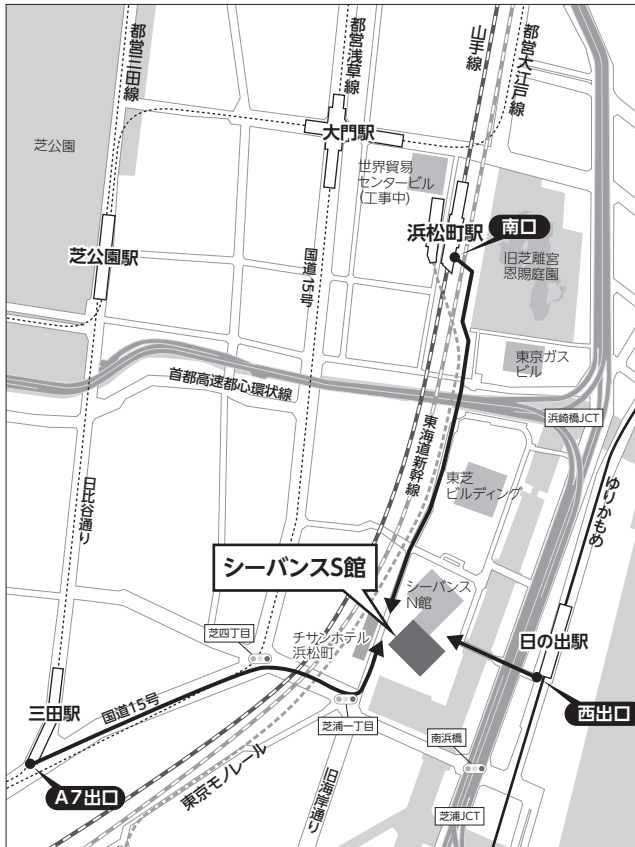 都営三田線
都営浅草線
山手線
都営大江戸線
大門駅
芝公園
世界貿易
センタービル
(工事中)
浜松町駅
南口
芝公園駅
国道15号
旧芝離宮
恩賜庭園
東京ガス
ビル
首都高速都心環状線
浜崎橋JCT
東海道新幹線
日比谷通り
東芝
ビルディング
ゆりかもめ
シーバンスS館
シーバンス
N館
芝四丁目
チサンホテル
浜松町
日の出駅
三田駅
国道15号
西出口
芝浦一丁目
南浜橋
A7出口
東京モノレール
旧海岸通り
芝浦JCT